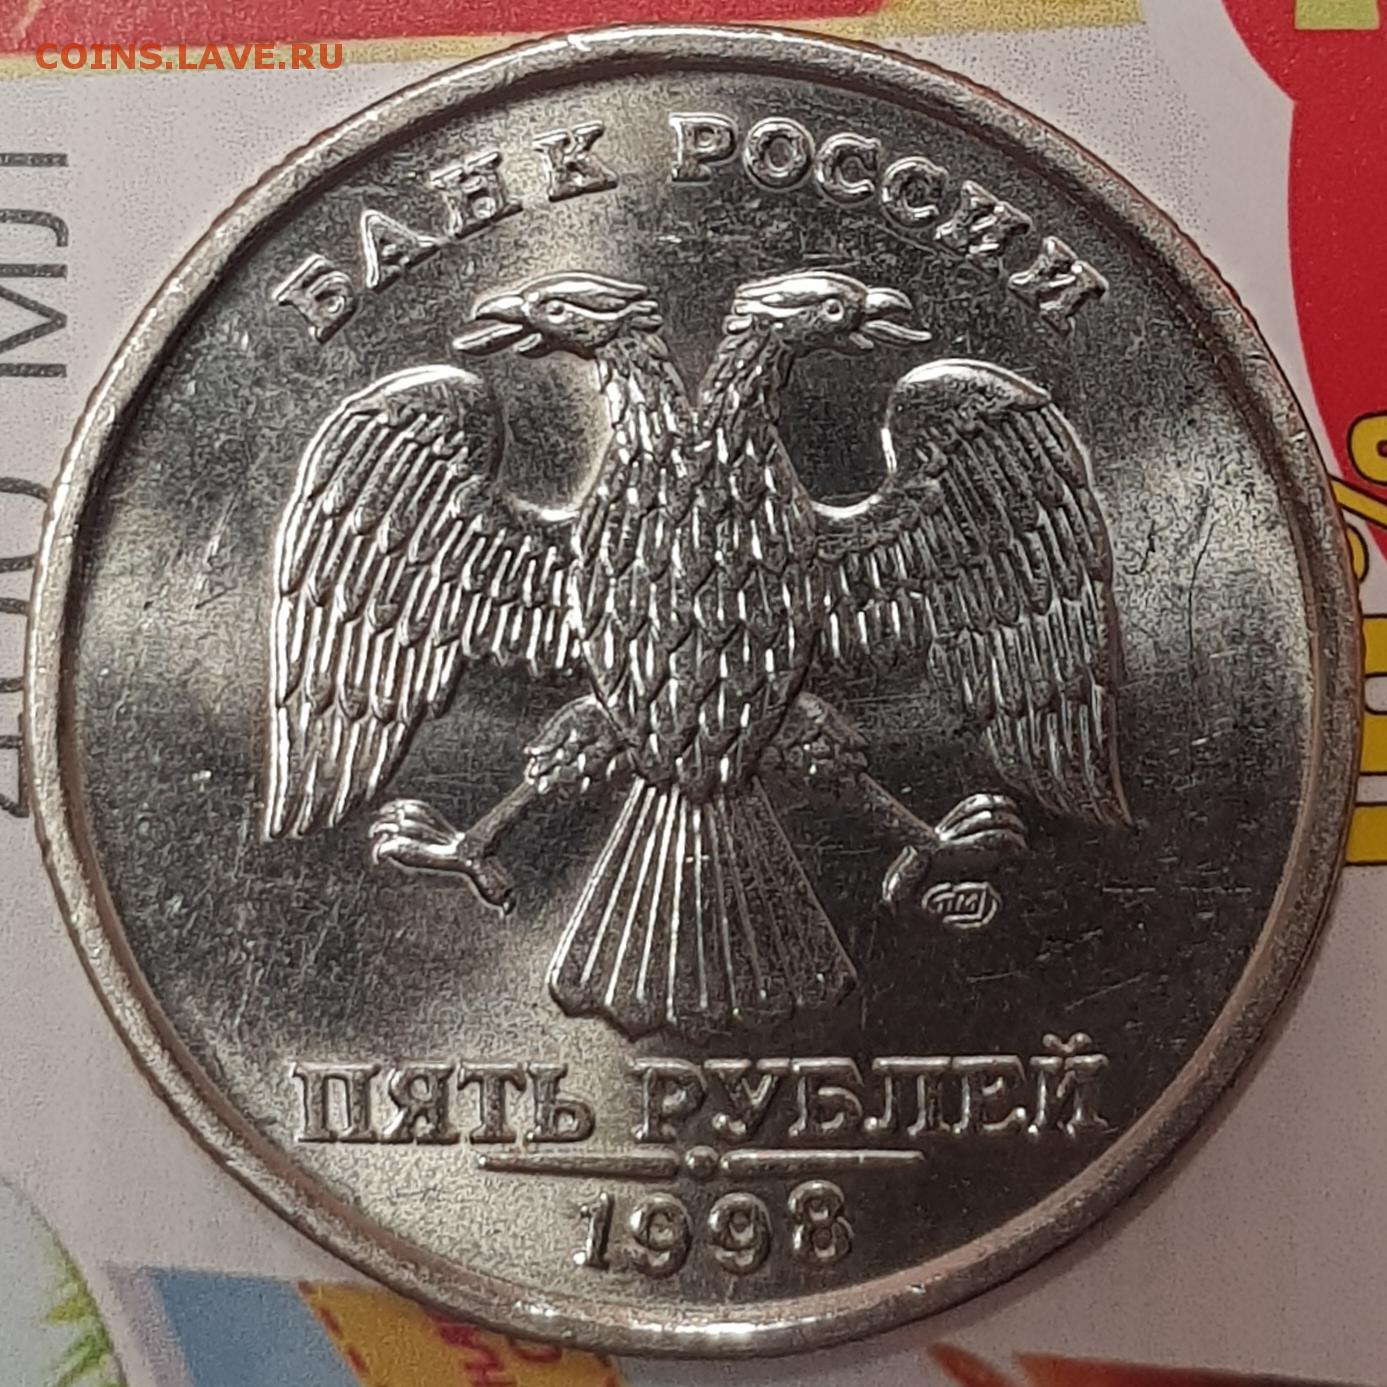 COINS.LAVE.RU
БАНК РОССИИ
ПЯТЬ РУБЛЕЙ
1998